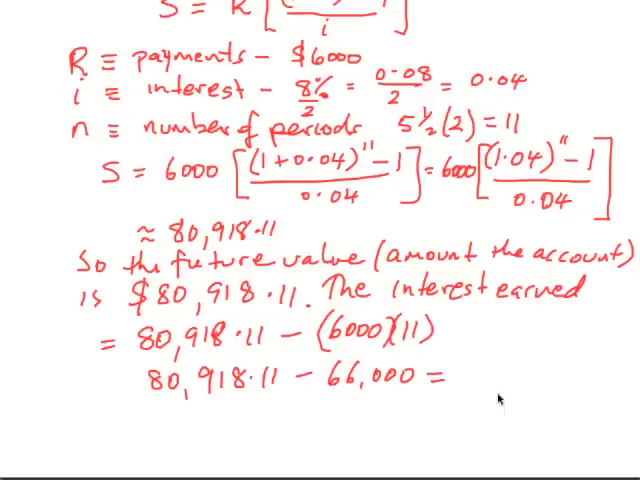 S = R [ i ]
R ≡ payments – $6000
i ≡ interest – 8%/2 = 0.08/2 = 0.04
n ≡ number of periods 5 1/2 (2) = 11
S = 6000 [ (1 + 0.04)^11 – 1 / 0.04 ] = 6000 [ (1.04)^11 – 1 / 0.04 ]
≈ 80,918.11
So the future value (amount the account)
is $80,918.11. The interest earned
= 80,918.11 – (6000)(11)
80,918.11 – 66,000 =